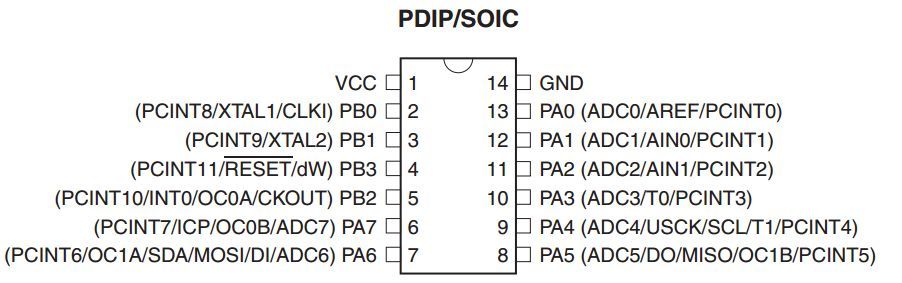 PDIP/SOIC
VCC 1 14 GND
(PCINT8/XTAL1/CLKI) PB0 2 13 PA0 (ADC0/AREF/PCINT0)
(PCINT9/XTAL2) PB1 3 12 PA1 (ADC1/AIN0/PCINT1)
(PCINT11/RESET/dW) PB3 4 11 PA2 (ADC2/AIN1/PCINT2)
(PCINT10/INT0/OC0A/CKOUT) PB2 5 10 PA3 (ADC3/T0/PCINT3)
(PCINT7/ICP/OC0B/ADC7) PA7 6 9 PA4 (ADC4/USCK/SCL/T1/PCINT4)
(PCINT6/OC1A/SDA/MOSI/DI/ADC6) PA6 7 8 PA5 (ADC5/DO/MISO/OC1B/PCINT5)